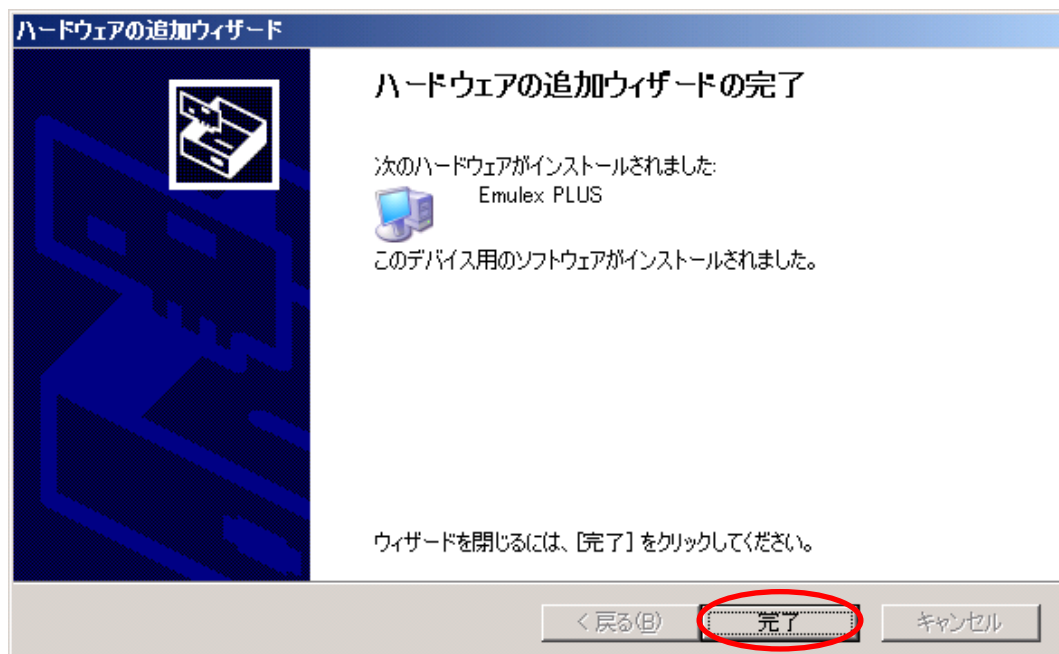 ハードウェアの追加ウィザード
ハードウェアの追加ウィザードの完了
次のハードウェアがインストールされました:
Emulex PLUS
このデバイス用のソフトウェアがインストールされました。
ウィザードを閉じるには、[完了] をクリックしてください。
< 戻る(B)
完了
キャンセル